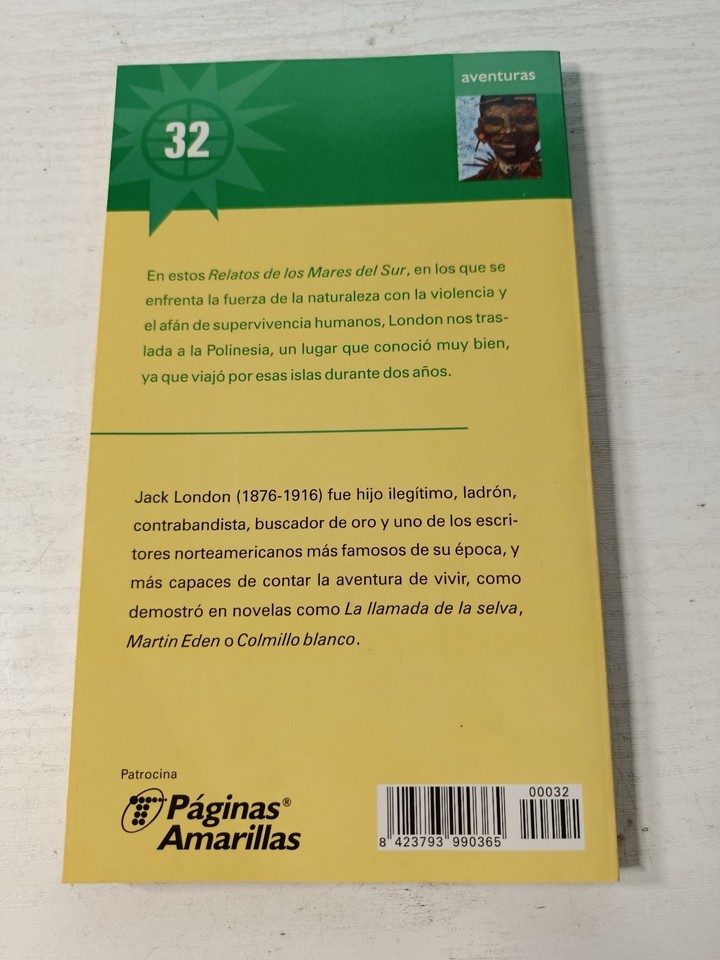 aventuras
32
En estos Relatos de los Mares del Sur, en los que se
enfrenta la fuerza de la naturaleza con la violencia y
el afán de supervivencia humanos, London nos tras-
lada a la Polinesia, un lugar que conoció muy bien,
ya que viajó por esas islas durante dos años.
Jack London (1876-1916) fue hijo ilegítimo, ladrón,
contrabandista, buscador de oro y uno de los escri-
tores norteamericanos más famosos de su época, y
más capaces de contar la aventura de vivir, como
demostró en novelas como La llamada de la selva,
Martin Eden o Colmillo blanco.
Patrocina
Páginas®
Amarillas
00032
8 423793 990365